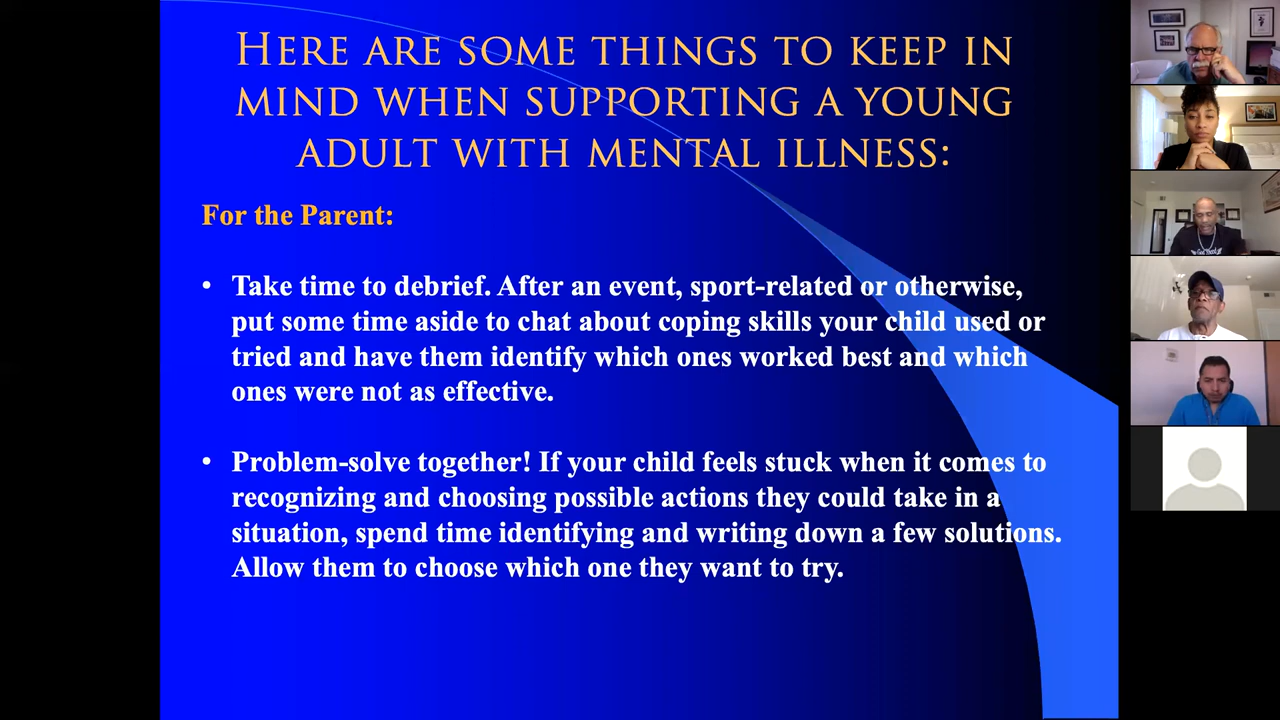 HERE ARE SOME THINGS TO KEEP IN
MIND WHEN SUPPORTING A YOUNG
ADULT WITH MENTAL ILLNESS:
For the Parent:
• Take time to debrief. After an event, sport-related or otherwise,
put some time aside to chat about coping skills your child used or
tried and have them identify which ones worked best and which
ones were not as effective.
• Problem-solve together! If your child feels stuck when it comes to
recognizing and choosing possible actions they could take in a
situation, spend time identifying and writing down a few solutions.
Allow them to choose which one they want to try.